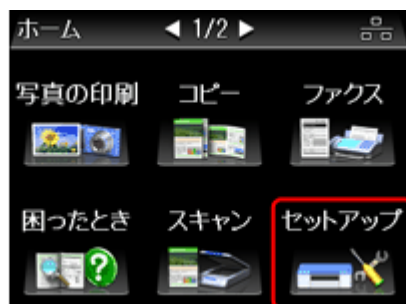 ホーム ◀ 1/2 ▶
写真の印刷 コピー ファクス
困ったとき スキャン セットアップ